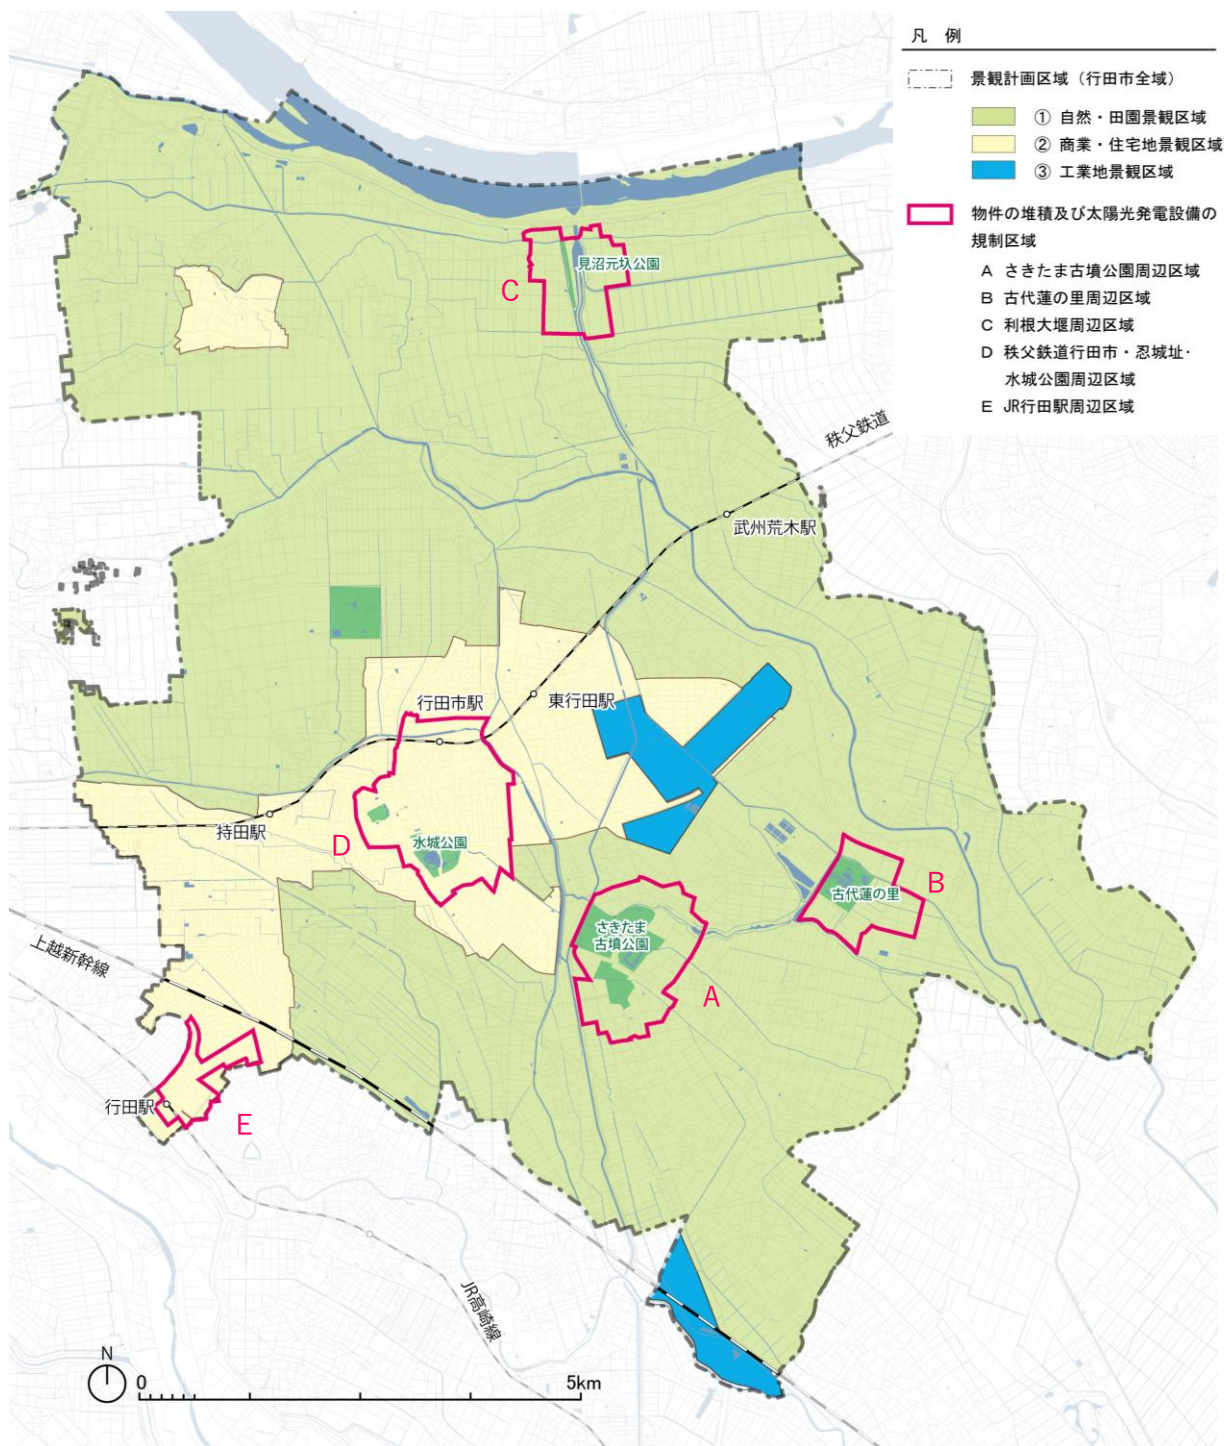 凡 例
景観計画区域（行田市全域）
① 自然・田園景観区域
② 商業・住宅地景観区域
③ 工業地景観区域
物件の堆積及び太陽光発電設備の
規制区域
A さきたま古墳公園周辺区域
B 古代蓮の里周辺区域
C 利根大堰周辺区域
D 秩父鉄道行田市・忍城址・
水城公園周辺区域
E JR行田駅周辺区域
見沼元圦公園
C
秩父鉄道
武州荒木駅
行田市駅
東行田駅
持田駅
D
水城公園
古代蓮の里
B
さきたま
古墳公園
A
上越新幹線
行田駅
E
JR高崎線
N
0
5km